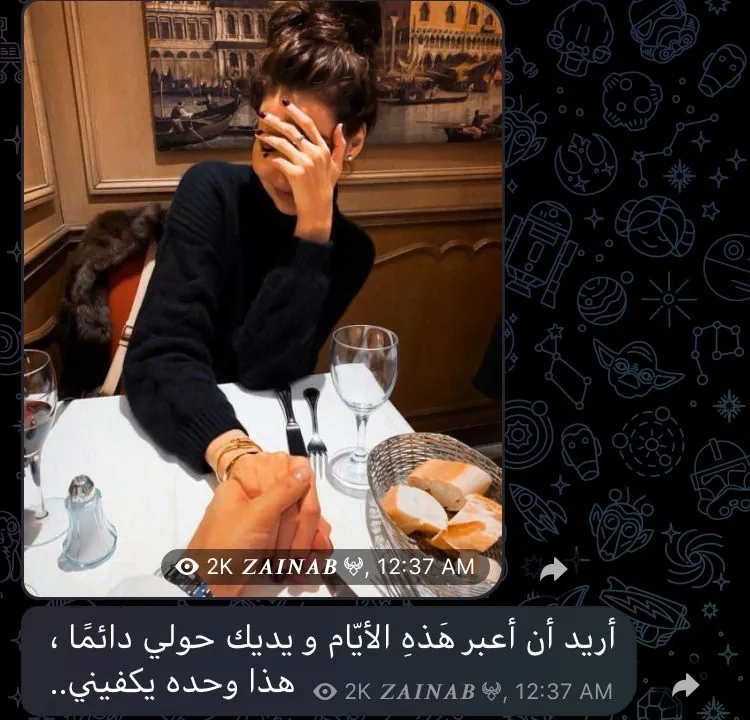 2K ZAINAB, 12:37 AM
أريد أن أعبر هَذهِ الأيّام و يديك حولي دائمًا ،
هذا وحده يكفيني..
2K ZAINAB, 12:37 AM